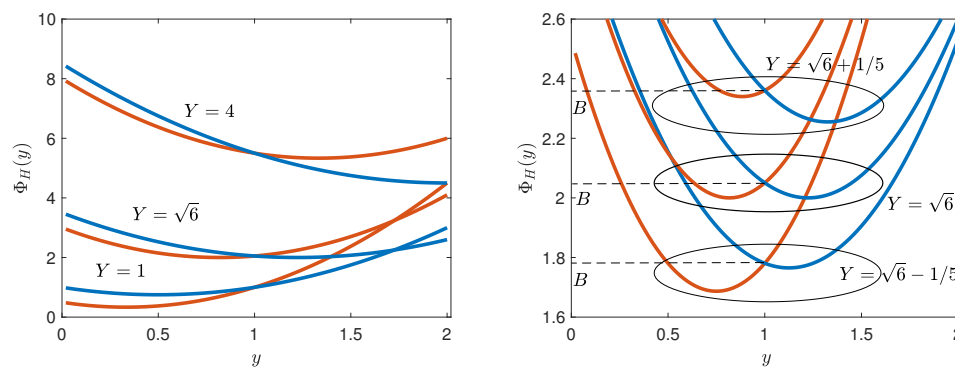 10
8
6
4
2
0
Φ_H(y)
0
0.5
1
1.5
2
y
Y = 4
Y = √6
Y = 1
2.6
2.4
2.2
2
1.8
1.6
Φ_H(y)
0
0.5
1
1.5
2
y
Y = √6 + 1/5
B
B
Y = √6
B
Y = √6 − 1/5